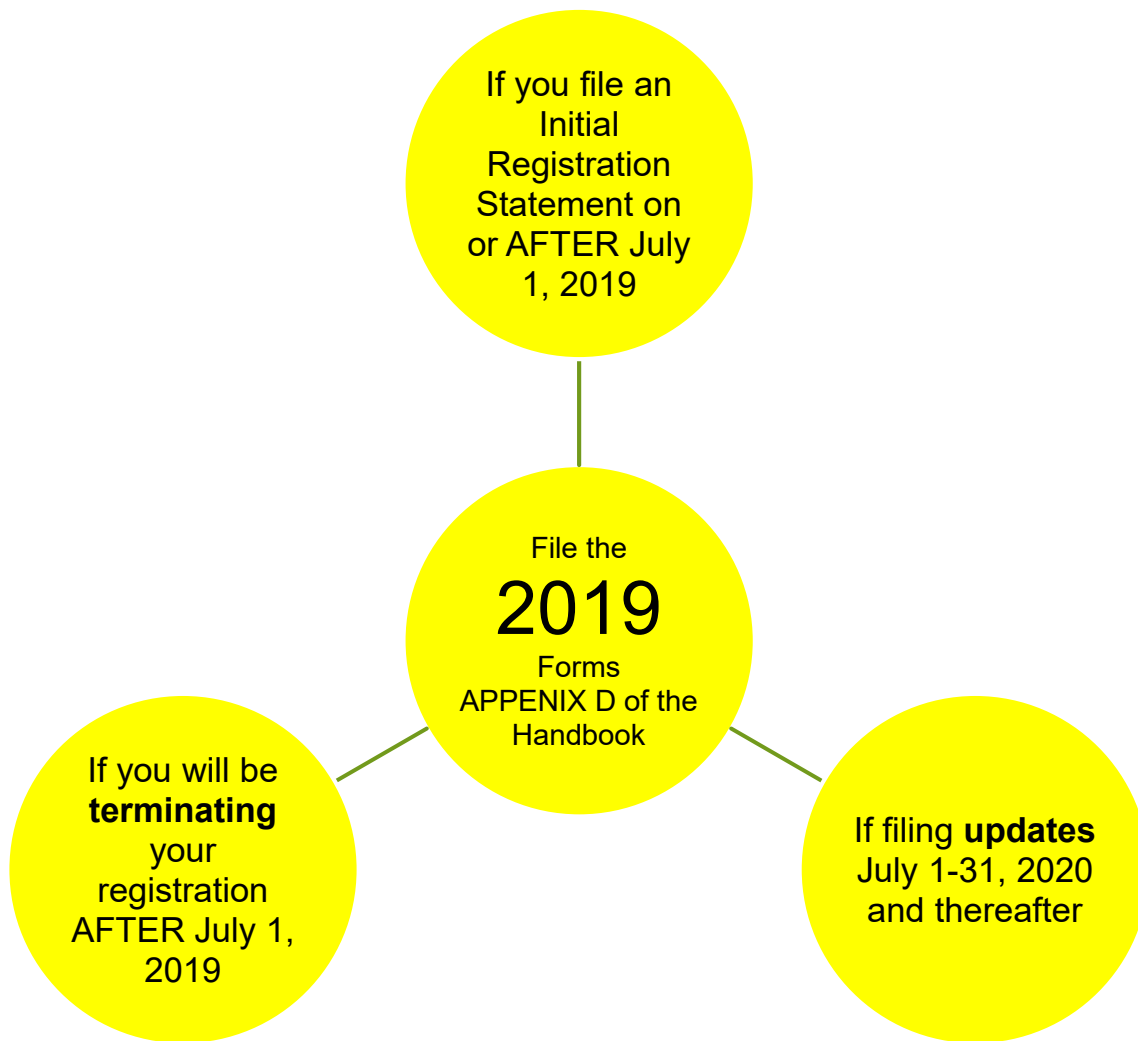 If you file an
Initial
Registration
Statement on
or AFTER July
1, 2019
File the
2019
Forms
APPENIX D of the
Handbook
If you will be
terminating
your
registration
AFTER July 1,
2019
If filing updates
July 1-31, 2020
and thereafter